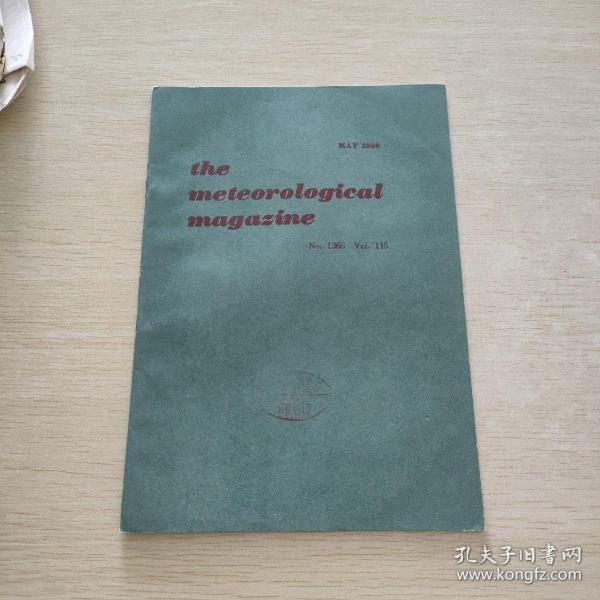 MAY 1986
the
meteorological
magazine
No. 1366 Vol. 115
孔夫子旧书网
www.kongfz.com